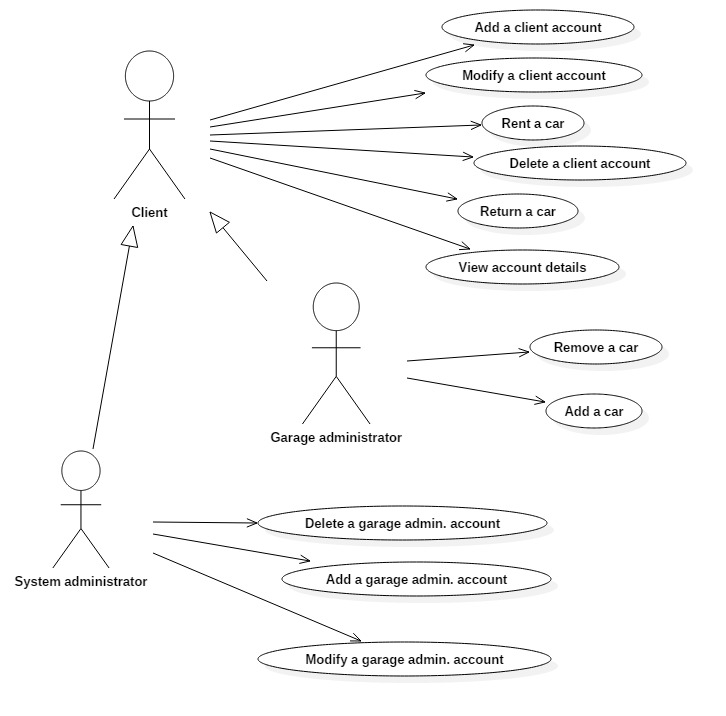 Add a client account
Modify a client account
Rent a car
Delete a client account
Client
Return a car
View account details
Remove a car
Add a car
Garage administrator
Delete a garage admin. account
System administrator
Add a garage admin. account
Modify a garage admin. account